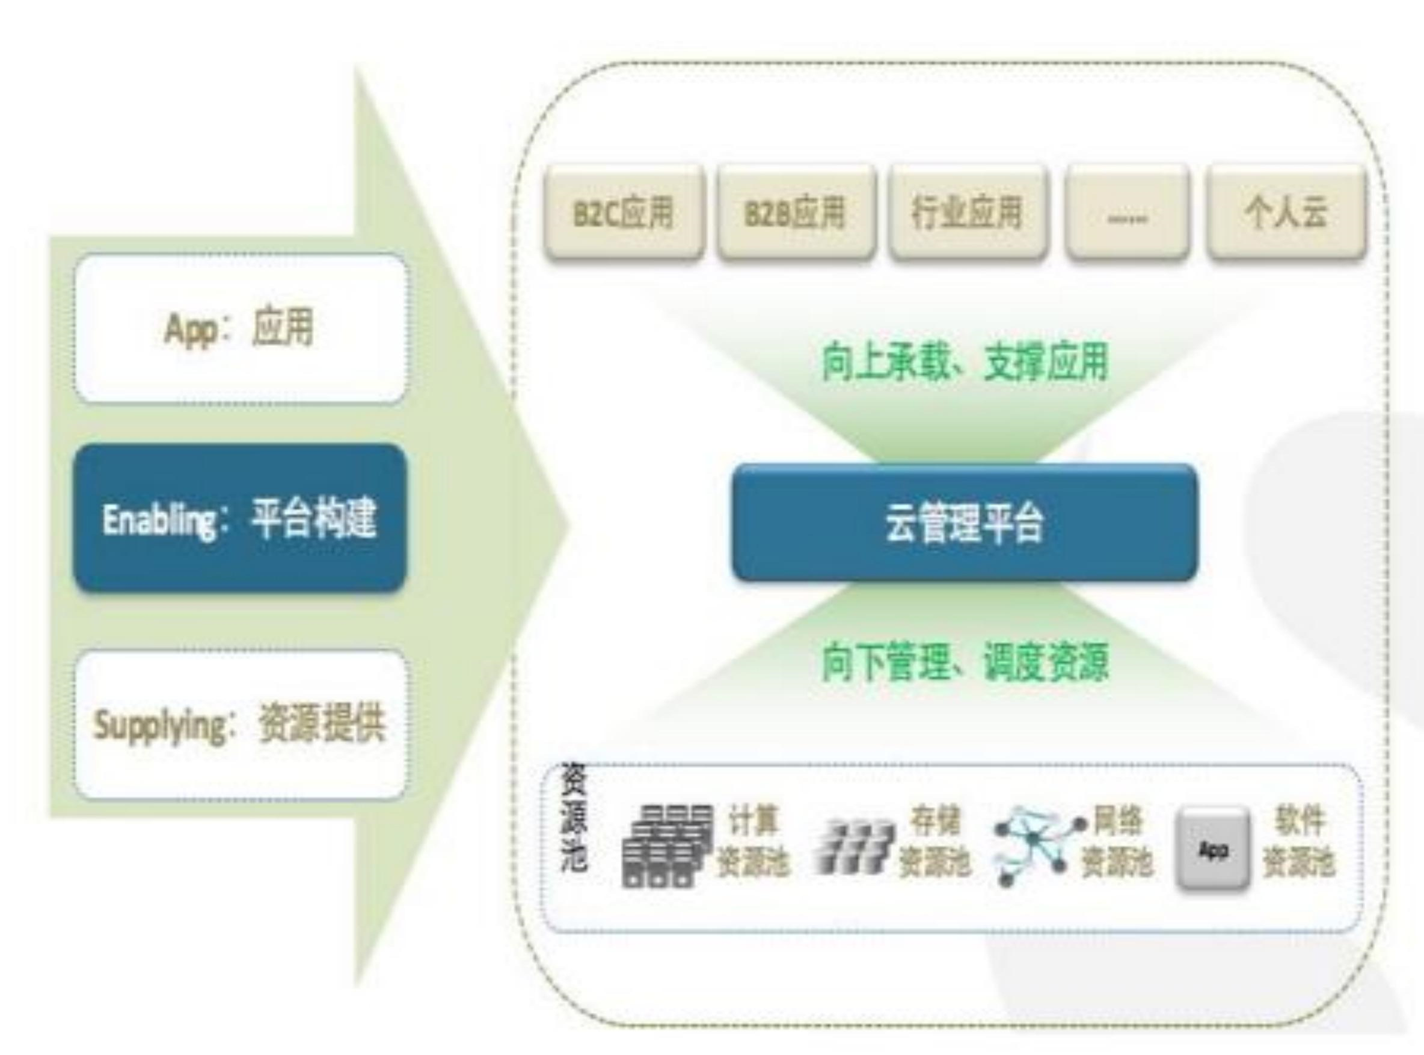 App：应用
Enabling：平台构建
Supplying：资源提供
B2C应用
B2B应用
行业应用
......
个人云
向上承载、支撑应用
云管理平台
向下管理、调度资源
资源池
计算
资源池
存储
资源池
网络
资源池
App
软件
资源池